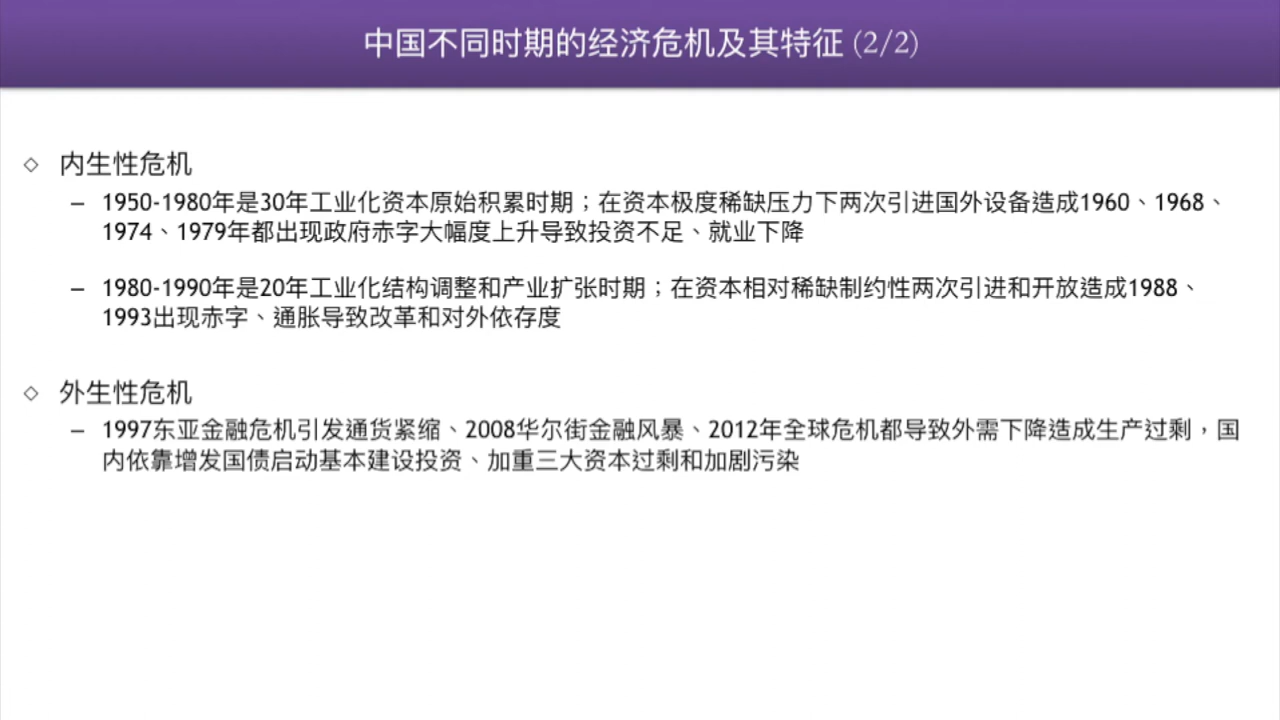 中国不同时期的经济危机及其特征 (2/2)
◇ 内生性危机
– 1950-1980年是30年工业化资本原始积累时期；在资本极度稀缺压力下两次引进国外设备造成1960、1968、
1974、1979年都出现政府赤字大幅度上升导致投资不足、就业下降
– 1980-1990年是20年工业化结构调整和产业扩张时期；在资本相对稀缺制约性两次引进和开放造成1988、
1993出现赤字、通胀导致改革和对外依存度
◇ 外生性危机
– 1997东亚金融危机引发通货紧缩、2008华尔街金融风暴、2012年全球危机都导致外需下降造成生产过剩，国
内依靠增发国债启动基本建设投资、加重三大资本过剩和加剧污染